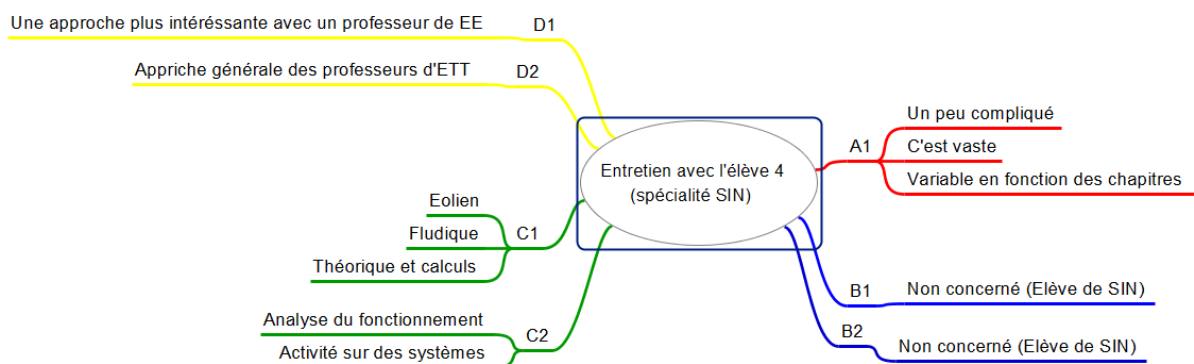 Une approche plus intéréssante avec un professeur de EE
D1
Appriche générale des professeurs d'ETT
D2
Entretien avec l'élève 4
(spécialité SIN)
A1
Un peu compliqué
C'est vaste
Variable en fonction des chapitres
Eolien
Fludique
Théorique et calculs
C1
Analyse du fonctionnement
Activité sur des systèmes
C2
B1
Non concerné (Elève de SIN)
B2
Non concerné (Elève de SIN)